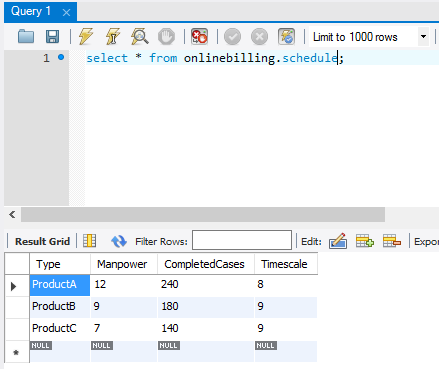 Query 1
Limit to 1000 rows
1 select * from onlinebilling.schedule;
Result Grid Filter Rows: Edit: Expor
Type Manpower CompletedCases Timescale
ProductA 12 240 8
ProductB 9 180 9
ProductC 7 140 9
NULL NULL NULL NULL